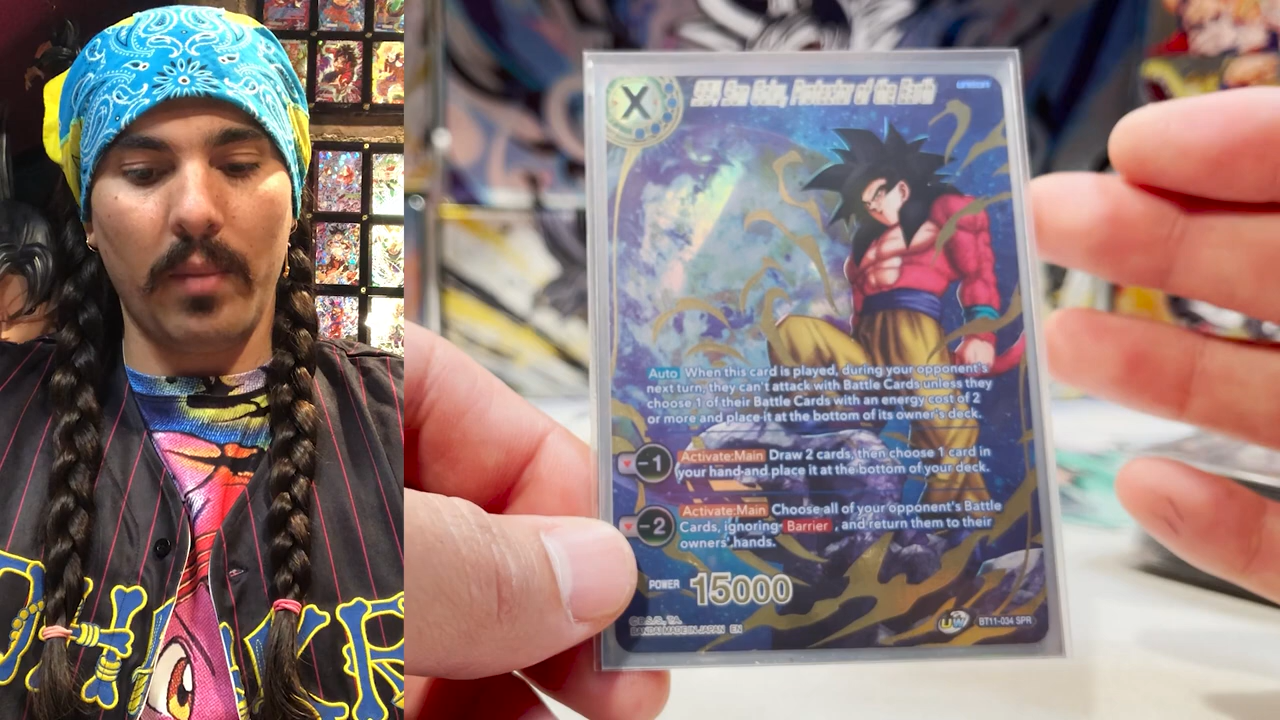 X
SS4 Son Goku, Protector of the Earth
UNISON
Auto When this card is played, during your opponent's
next turn, they can't attack with Battle Cards unless they
choose 1 of their Battle Cards with an energy cost of 2
or more and place it at the bottom of its owner's deck.
-1 Activate:Main Draw 2 cards, then choose 1 card in
your hand and place it at the bottom of your deck.
-2 Activate:Main Choose all of your opponent's Battle
Cards, ignoring Barrier, and return them to their
owners' hands.
POWER 15000
BANDAI MADE IN JAPAN EN
UW BT11-034 SPR